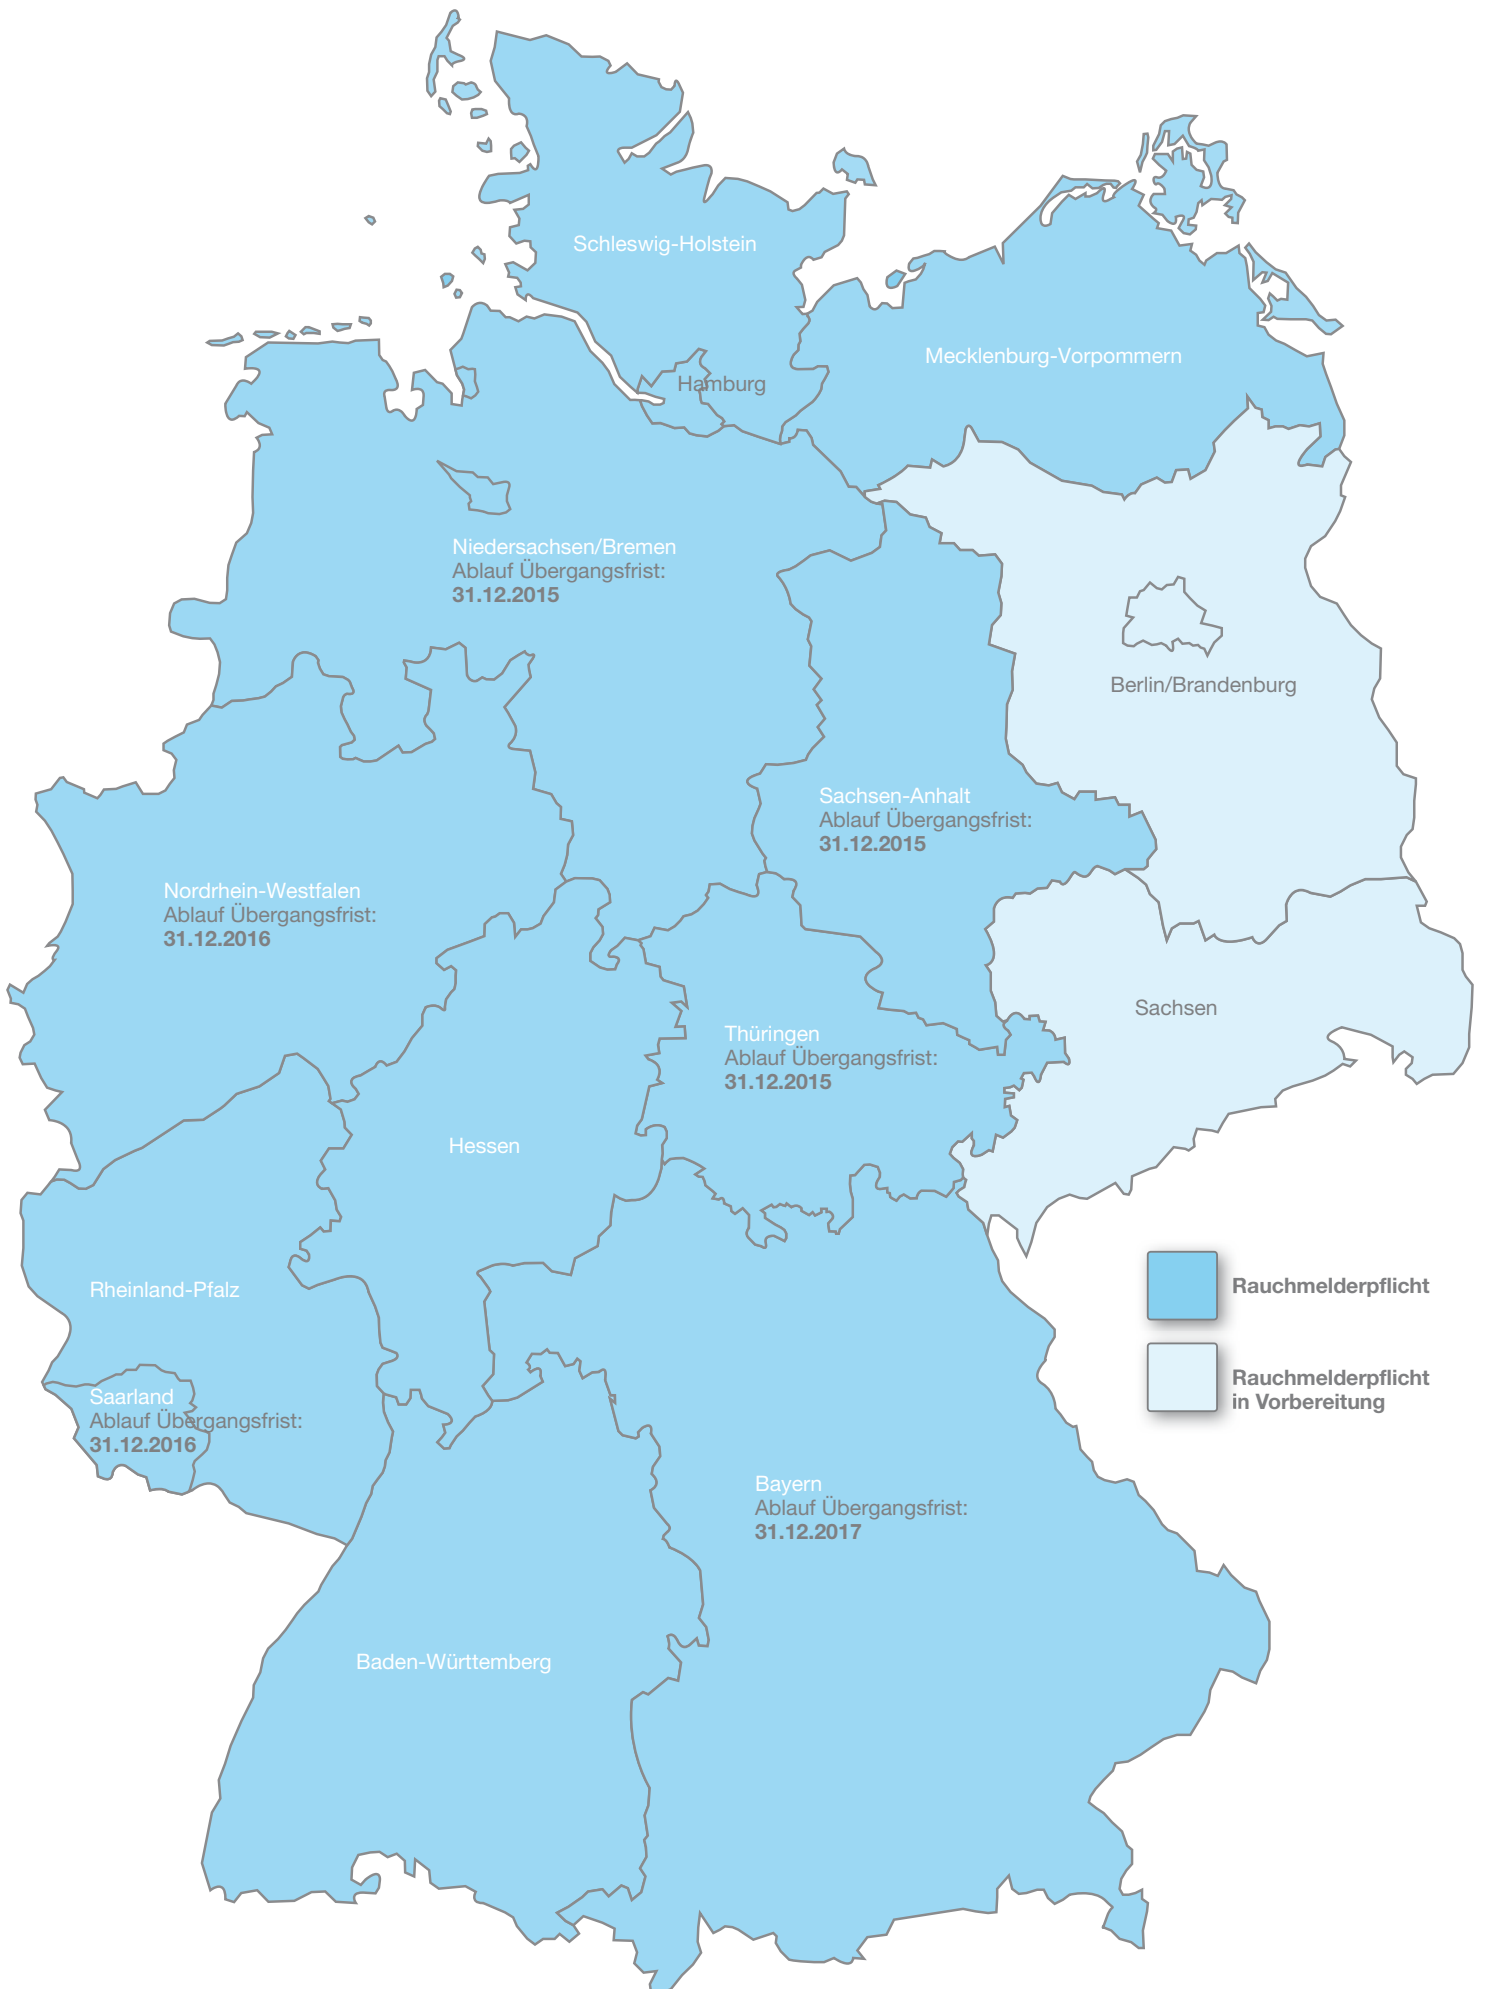 Schleswig-Holstein
Mecklenburg-Vorpommern
Hamburg
Niedersachsen/Bremen
Ablauf Übergangsfrist:
31.12.2015
Berlin/Brandenburg
Sachsen-Anhalt
Ablauf Übergangsfrist:
31.12.2015
Nordrhein-Westfalen
Ablauf Übergangsfrist:
31.12.2016
Sachsen
Thüringen
Ablauf Übergangsfrist:
31.12.2015
Hessen
Rheinland-Pfalz
Rauchmelderpflicht
Rauchmelderpflicht
in Vorbereitung
Saarland
Ablauf Übergangsfrist:
31.12.2016
Bayern
Ablauf Übergangsfrist:
31.12.2017
Baden-Württemberg